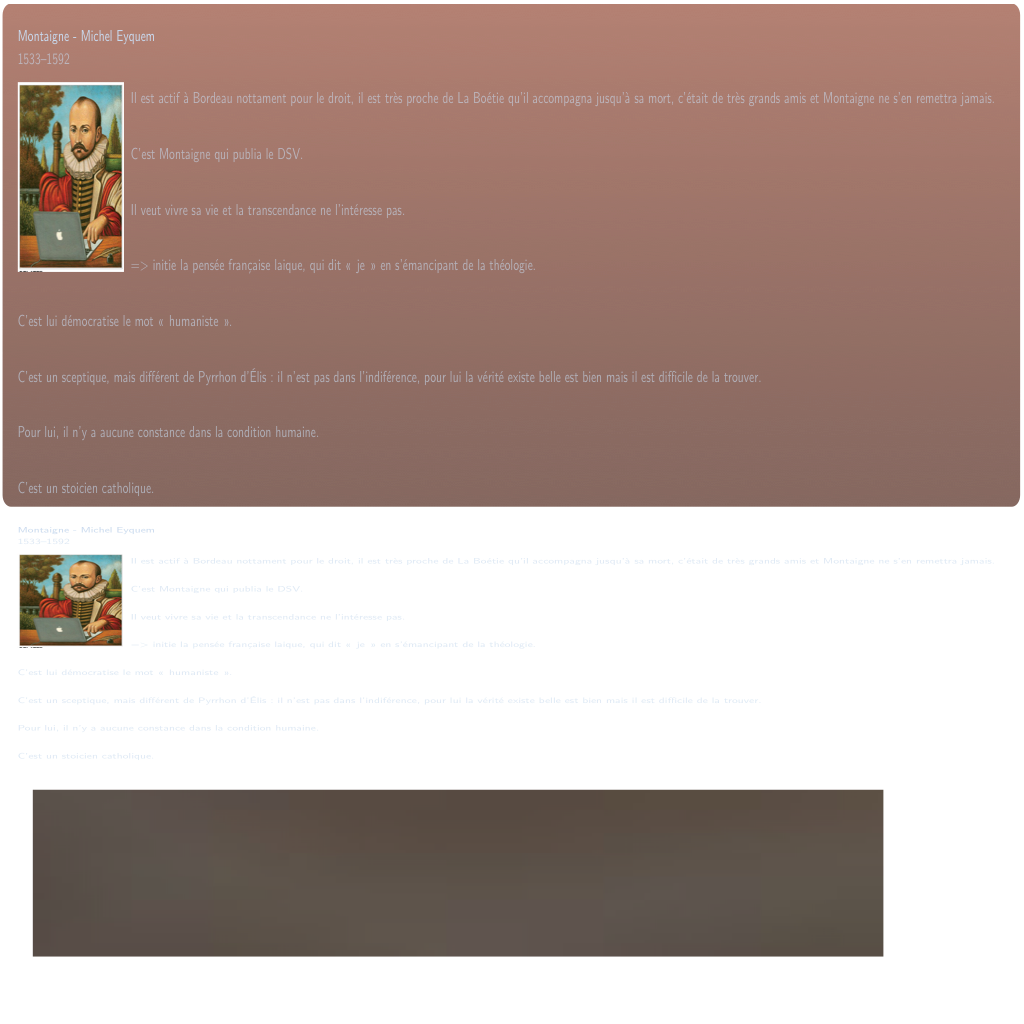 Montaigne - Michel Eyquem
1533–1592
Il est actif à Bordeau nottament pour le droit, il est très proche de La Boétie qu'il accompagna jusqu'à sa mort, c'était de très grands amis et Montaigne ne s'en remettra jamais.
C'est Montaigne qui publia le DSV.
Il veut vivre sa vie et la transcendance ne l'intéresse pas.
=> initie la pensée française laique, qui dit « je » en s'émancipant de la théologie.
C'est lui démocratise le mot « humaniste ».
C'est un sceptique, mais différent de Pyrrhon d'Élis : il n'est pas dans l'indiférence, pour lui la vérité existe belle est bien mais il est difficile de la trouver.
Pour lui, il n'y a aucune constance dans la condition humaine.
C'est un stoicien catholique.
Montaigne - Michel Eyquem
1533–1592
Il est actif à Bordeau nottament pour le droit, il est très proche de La Boétie qu'il accompagna jusqu'à sa mort, c'était de très grands amis et Montaigne ne s'en remettra jamais
C'est Montaigne qui publia le DSV.
Il veut vivre sa vie et la transcendance ne l'intéresse pas.
=> initie la pensée française laique, qui dit « je » en s'émancipant de la théologie.
C'est lui démocratise le mot « humaniste ».
C'est un sceptique, mais différent de Pyrrhon d'Élis : il n'est pas dans l'indiférence, pour lui la vérité existe belle est bien mais il est difficile de la trouver.
Pour lui, il n'y a aucune constance dans la condition humaine.
C'est un stoicien catholique.